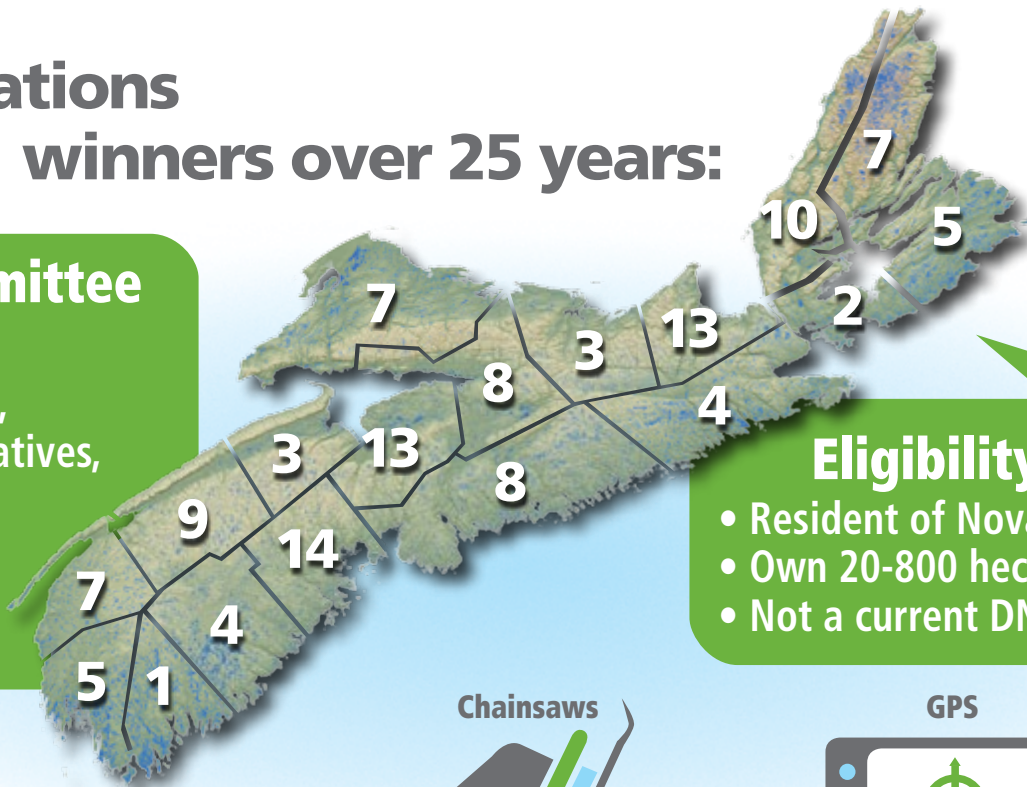 ations
winners over 25 years:
7
10
5
mittee
2
7
13
3
8
4
,
atives,
3
13
8
Eligibility
9
• Resident of Nova
14
• Own 20-800 hec
7
• Not a current DN
4
5
1
Chainsaws
GPS